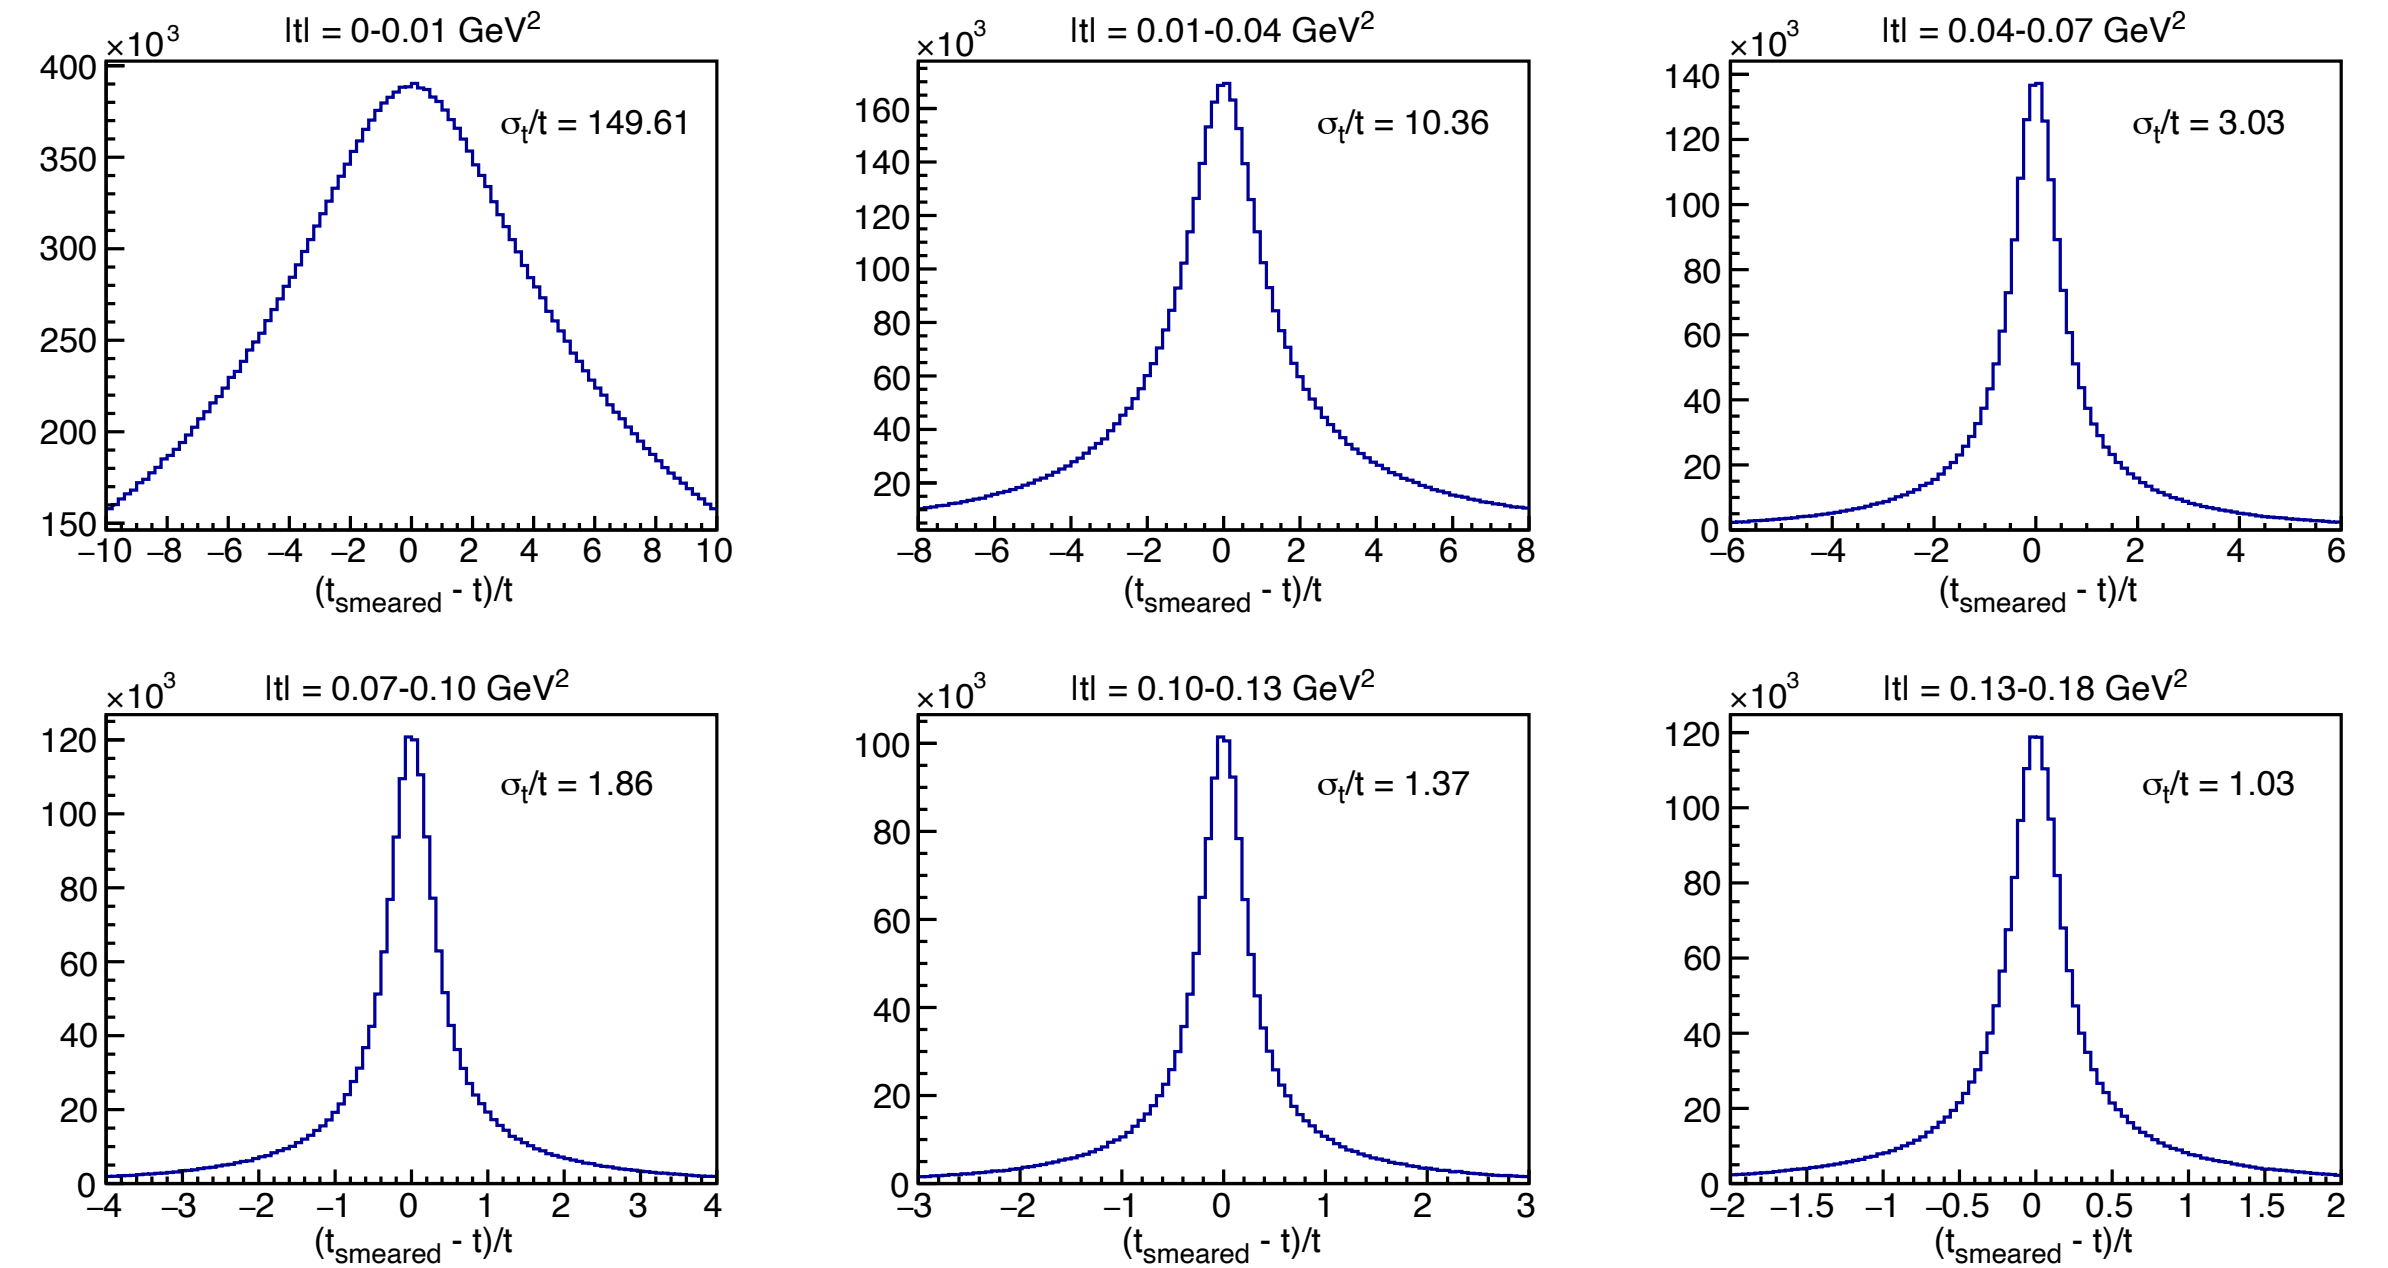 |t| = 0-0.01 GeV²
×10³
σt/t = 149.61
400
350
300
250
200
150
−10 −8 −6 −4 −2 0 2 4 6 8 10
(tsmeared - t)/t
|t| = 0.01-0.04 GeV²
×10³
σt/t = 10.36
160
140
120
100
80
60
40
20
−8 −6 −4 −2 0 2 4 6 8
(tsmeared - t)/t
|t| = 0.04-0.07 GeV²
×10³
σt/t = 3.03
140
120
100
80
60
40
20
0
−6 −4 −2 0 2 4 6
(tsmeared - t)/t
|t| = 0.07-0.10 GeV²
×10³
σt/t = 1.86
120
100
80
60
40
20
0
−4 −3 −2 −1 0 1 2 3 4
(tsmeared - t)/t
|t| = 0.10-0.13 GeV²
×10³
σt/t = 1.37
100
80
60
40
20
0
−3 −2 −1 0 1 2 3
(tsmeared - t)/t
|t| = 0.13-0.18 GeV²
×10³
σt/t = 1.03
120
100
80
60
40
20
0
−2 −1.5 −1 −0.5 0 0.5 1 1.5 2
(tsmeared - t)/t